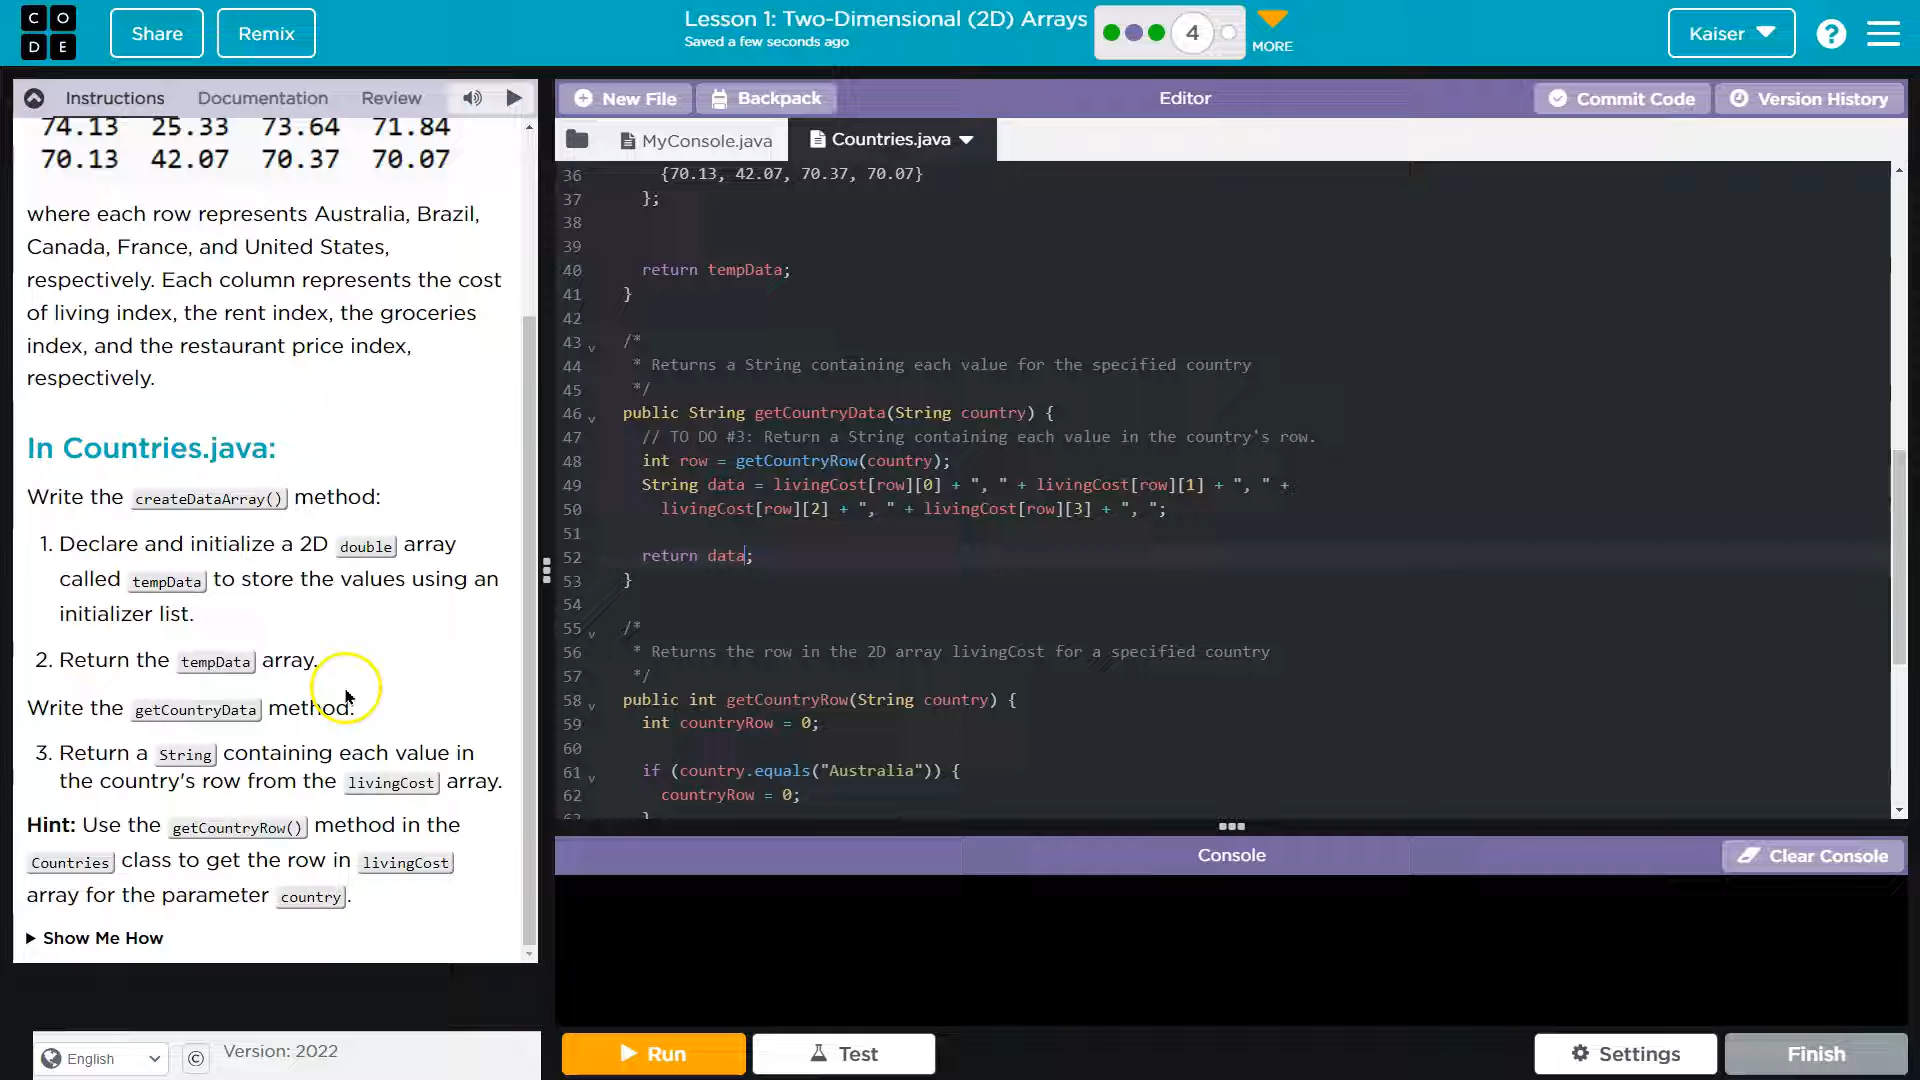 C O
D E
Share
Remix
Lesson 1: Two-Dimensional (2D) Arrays
Saved a few seconds ago
4
MORE
Kaiser
?
Instructions
Documentation
Review
74.13 25.33 73.64 71.84
70.13 42.07 70.37 70.07
where each row represents Australia, Brazil,
Canada, France, and United States,
respectively. Each column represents the cost
of living index, the rent index, the groceries
index, and the restaurant price index,
respectively.
In Countries.java:
Write the createDataArray() method:
1. Declare and initialize a 2D double array
called tempData to store the values using an
initializer list.
2. Return the tempData array.
Write the getCountryData method:
3. Return a String containing each value in
the country's row from the livingCost array.
Hint: Use the getCountryRow() method in the
Countries class to get the row in livingCost
array for the parameter country.
Show Me How
English
©
Version: 2022
New File
Backpack
Editor
Commit Code
Version History
MyConsole.java
Countries.java
36 {70.13, 42.07, 70.37, 70.07}
37 };
38
39
40 return tempData;
41 }
42
43 /*
44 * Returns a String containing each value for the specified country
45 */
46 public String getCountryData(String country) {
47 // TO DO #3: Return a String containing each value in the country's row.
48 int row = getCountryRow(country);
49 String data = livingCost[row][0] + ", " + livingCost[row][1] + ", " +
50 livingCost[row][2] + ", " + livingCost[row][3] + ", ";
51
52 return data;
53 }
54
55 /*
56 * Returns the row in the 2D array livingCost for a specified country
57 */
58 public int getCountryRow(String country) {
59 int countryRow = 0;
60
61 if (country.equals("Australia")) {
62 countryRow = 0;
63 }
Console
Clear Console
Run
Test
Settings
Finish